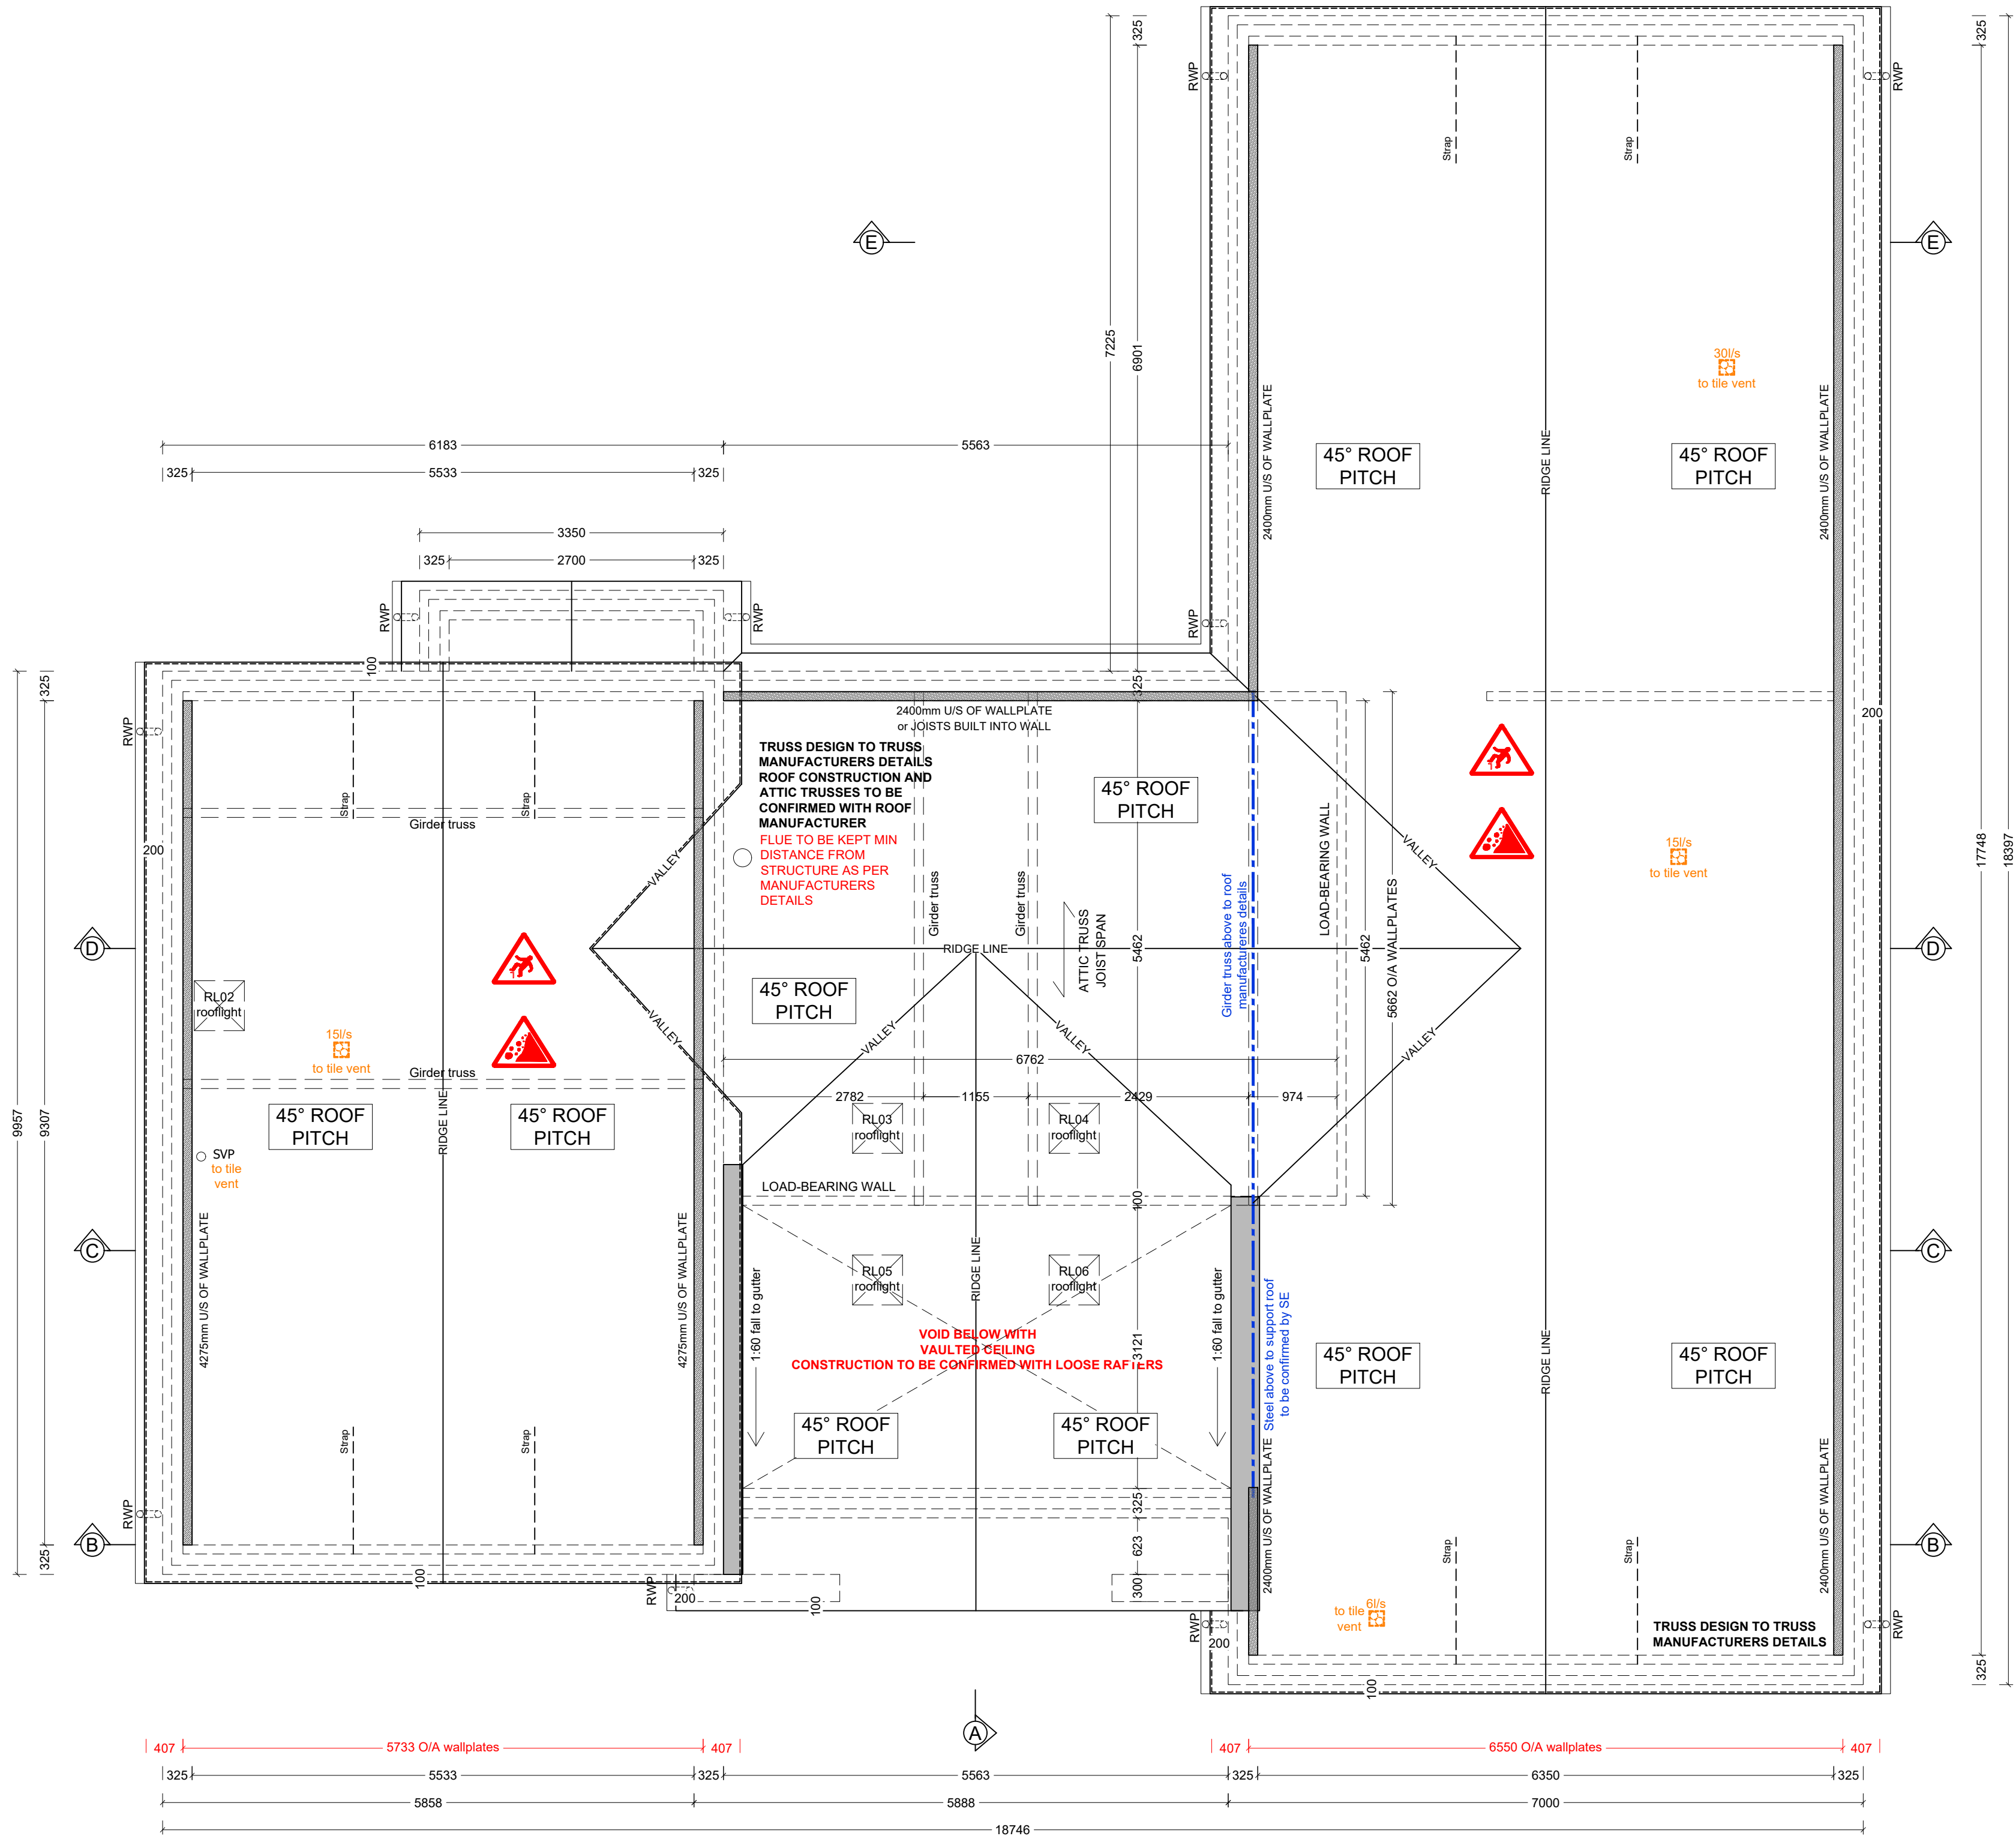 325
325
RWP
RWP
Strap
Strap
E
E
7225
6901
30l/s
to tile vent
2400mm U/S OF WALLPLATE
2400mm U/S OF WALLPLATE
RIDGE LINE
6183
5563
325
5533
325
45° ROOF
PITCH
45° ROOF
PITCH
3350
325
2700
325
RWP
RWP
RWP
100
9957
325
325
200
RWP
2400mm U/S OF WALLPLATE
or JOISTS BUILT INTO WALL
TRUSS DESIGN TO TRUSS
MANUFACTURERS DETAILS
ROOF CONSTRUCTION AND
ATTIC TRUSSES TO BE
CONFIRMED WITH ROOF
MANUFACTURER
FLUE TO BE KEPT MIN
DISTANCE FROM
STRUCTURE AS PER
MANUFACTURERS
DETAILS
45° ROOF
PITCH
Strap
Strap
Girder truss
200
VALLEY
VALLEY
LOAD-BEARING WALL
5662 O/A WALLPLATES
15l/s
to tile vent
17748
18397
Girder truss
Girder truss
Girder truss above to roof
manufactureres details
ATTIC TRUSS
JOIST SPAN
D
RIDGE LINE
5462
5462
D
RL02
rooflight
45° ROOF
PITCH
15l/s
to tile vent
VALLEY
VALLEY
VALLEY
VALLEY
6762
Girder truss
2782
1155
2429
974
9307
45° ROOF
PITCH
RIDGE LINE
45° ROOF
PITCH
RL03
rooflight
RL04
rooflight
SVP
to tile
vent
LOAD-BEARING WALL
100
C
4275mm U/S OF WALLPLATE
4275mm U/S OF WALLPLATE
RL05
rooflight
RIDGE LINE
RL06
rooflight
C
1:60 fall to gutter
1:60 fall to gutter
Steel above to support roof
to be confirmed by SE
VOID BELOW WITH
VAULTED CEILING
CONSTRUCTION TO BE CONFIRMED WITH LOOSE RAFTERS
3121
45° ROOF
PITCH
RIDGE LINE
45° ROOF
PITCH
45° ROOF
PITCH
45° ROOF
PITCH
Strap
Strap
2400mm U/S OF WALLPLATE
2400mm U/S OF WALLPLATE
RWP
325
B
325
623
Strap
Strap
B
100
RWP
200
100
300
to tile 6l/s
vent
RWP
200
TRUSS DESIGN TO TRUSS
MANUFACTURERS DETAILS
RWP
325
100
A
407
5733 O/A wallplates
407
407
6550 O/A wallplates
407
325
5533
325
5563
325
6350
325
5858
5888
7000
18746